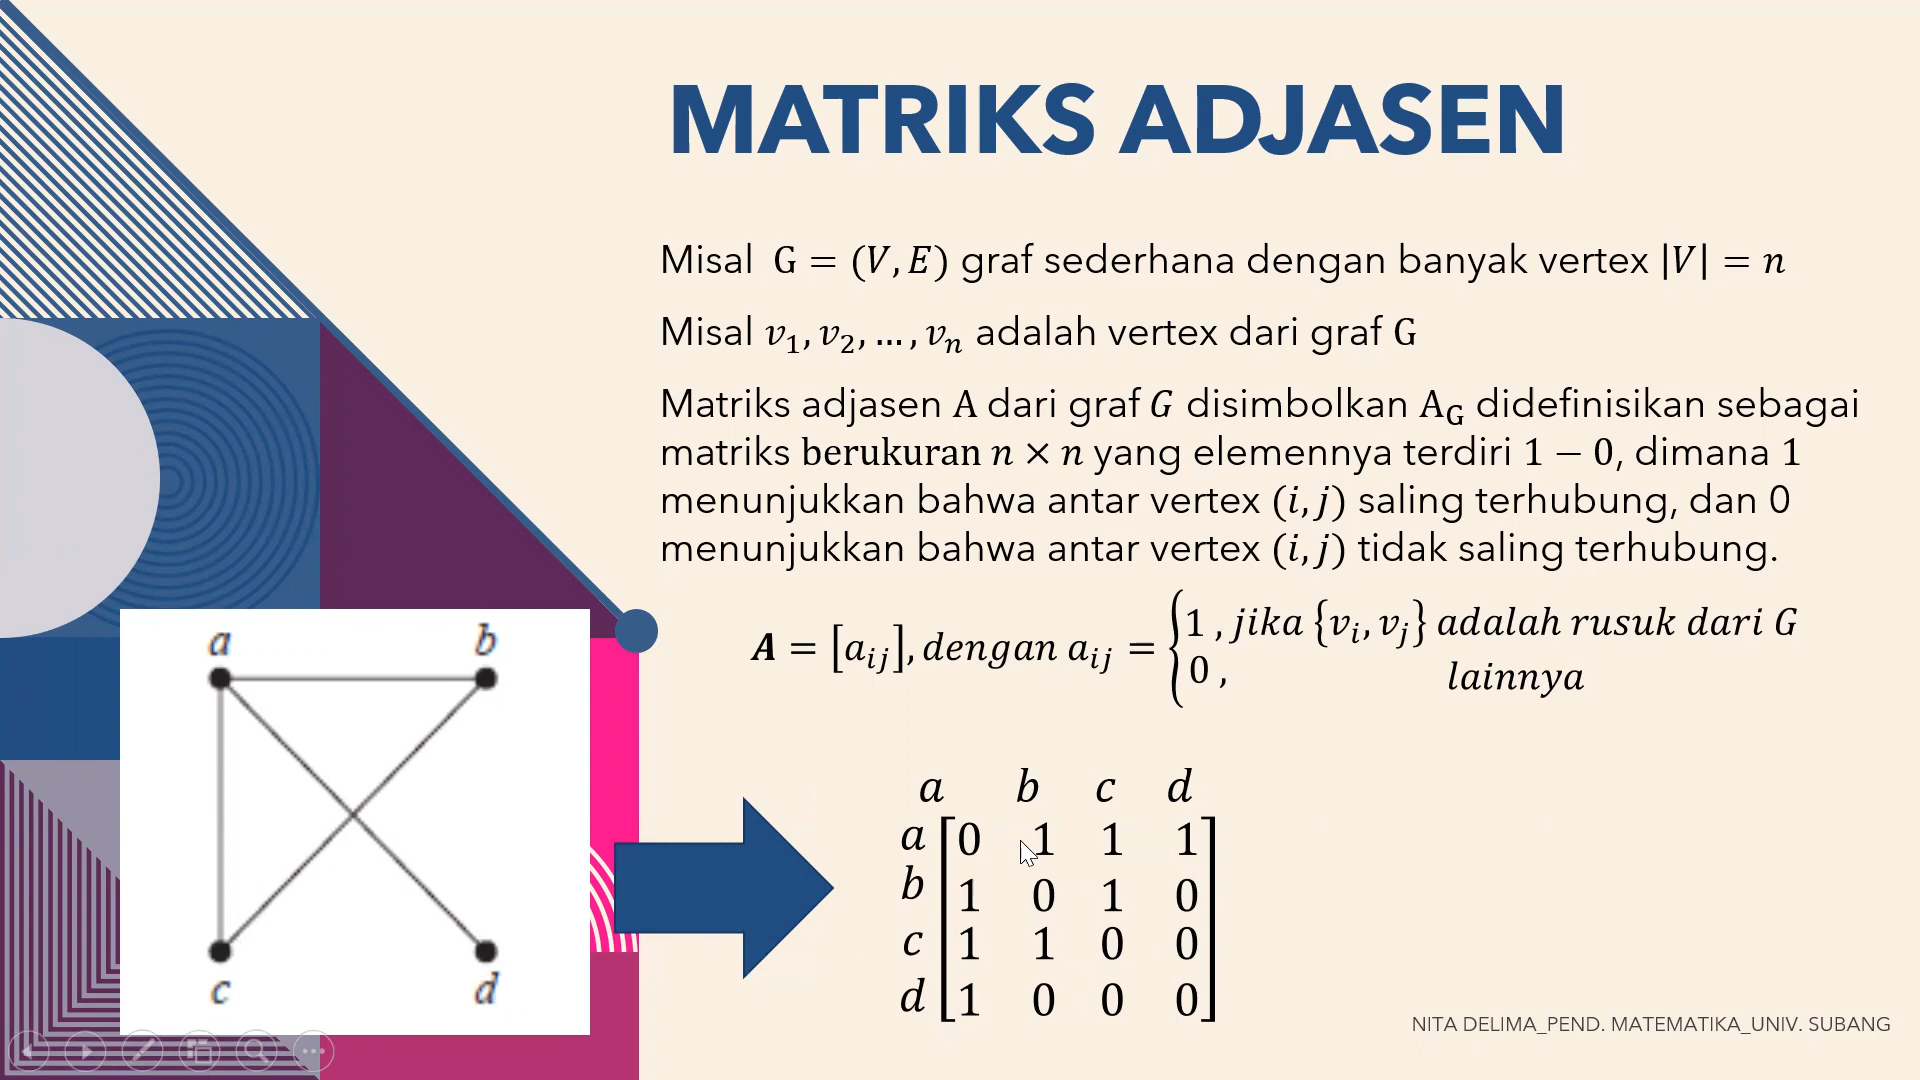 MATRIKS ADJASEN
Misal G = (V, E) graf sederhana dengan banyak vertex |V| = n
Misal v₁, v₂, … , vₙ adalah vertex dari graf G
Matriks adjasen A dari graf G disimbolkan A_G didefinisikan sebagai
matriks berukuran n × n yang elemennya terdiri 1 − 0, dimana 1
menunjukkan bahwa antar vertex (i, j) saling terhubung, dan 0
menunjukkan bahwa antar vertex (i, j) tidak saling terhubung.
A = [a_ij], dengan a_ij = {1 , jika {v_i, v_j} adalah rusuk dari G
0 , lainnya
a b
c d
a b c d
a [0 1 1 1]
b [1 0 1 0]
c [1 1 0 0]
d [1 0 0 0]
NITA DELIMA_PEND. MATEMATIKA_UNIV. SUBANG